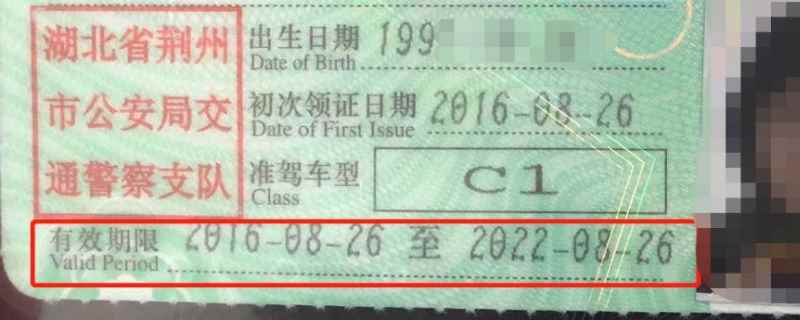 湖北省荆州
市公安局交
通警察支队
出生日期 199
Date of Birth
初次领证日期 2016-08-26
Date of First Issue
准驾车型 C1
Class
有效期限 2016-08-26 至 2022-08-26
Valid Period